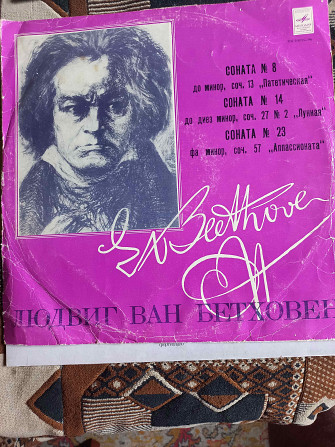 СОНАТА № 8
до минор, соч. 13 „Патетическая"
СОНАТА № 14
до диез минор, соч. 27 № 2 „Лунная"
СОНАТА № 23
фа минор, соч. 57 „Аппассионата"
Beethoven
ЛЮДВИГ ВАН БЕТХОВЕН